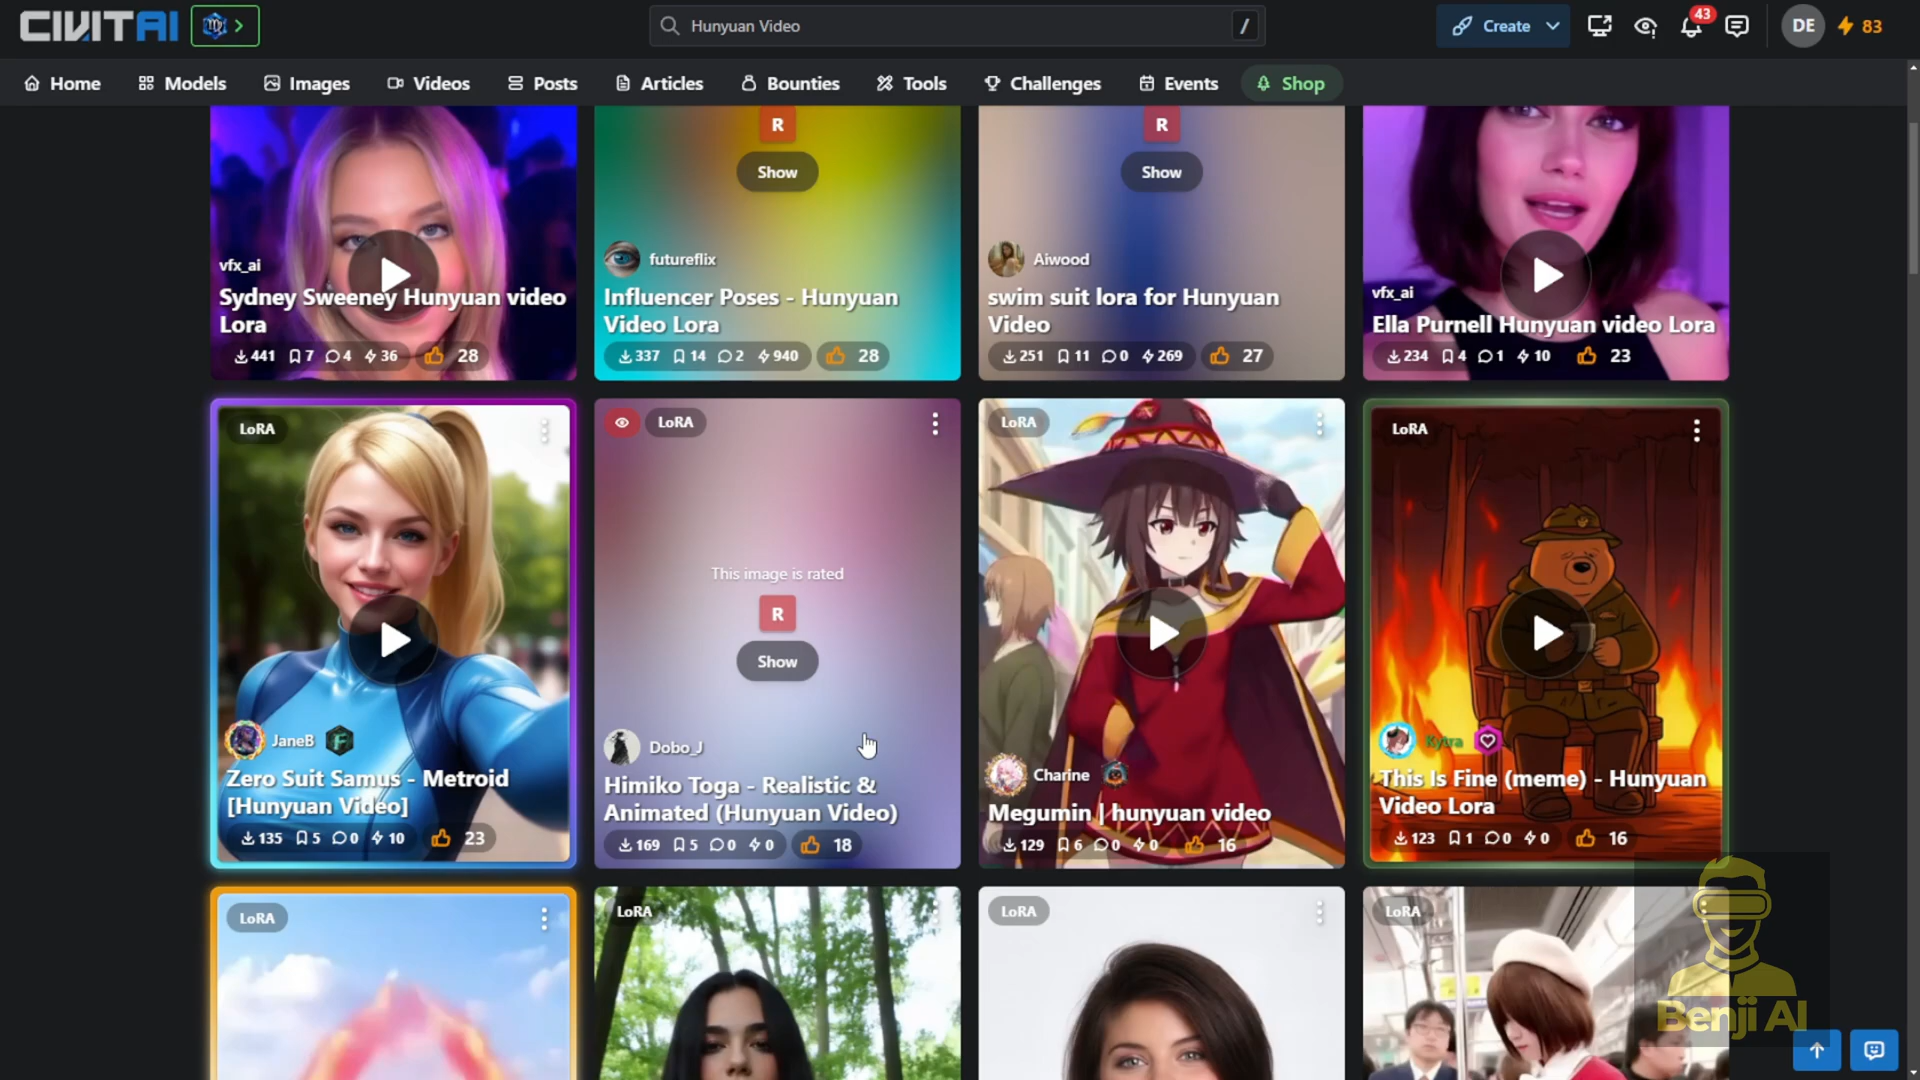 CIVITAI
Hunyuan Video
/
Create
43
DE
83
Home
Models
Images
Videos
Posts
Articles
Bounties
Tools
Challenges
Events
Shop
vfx_ai
Sydney Sweeney Hunyuan video
Lora
441 7 4 36 28
R
Show
futureflix
Influencer Poses - Hunyuan
Video Lora
337 14 2 940 28
R
Show
Aiwood
swim suit lora for Hunyuan
Video
251 11 0 269 27
vfx_ai
Ella Purnell Hunyuan video Lora
234 4 1 10 23
LoRA
JaneB
Zero Suit Samus - Metroid
[Hunyuan Video]
135 5 0 10 23
LoRA
This image is rated
R
Show
Dobo_J
Himiko Toga - Realistic &
Animated (Hunyuan Video)
169 5 0 0 18
LoRA
Charine
Megumin | hunyuan video
129 6 0 0 16
LoRA
Kytra
This Is Fine (meme) - Hunyuan
Video Lora
123 1 0 0 16
LoRA
LoRA
LoRA
LoRA
Benji AI